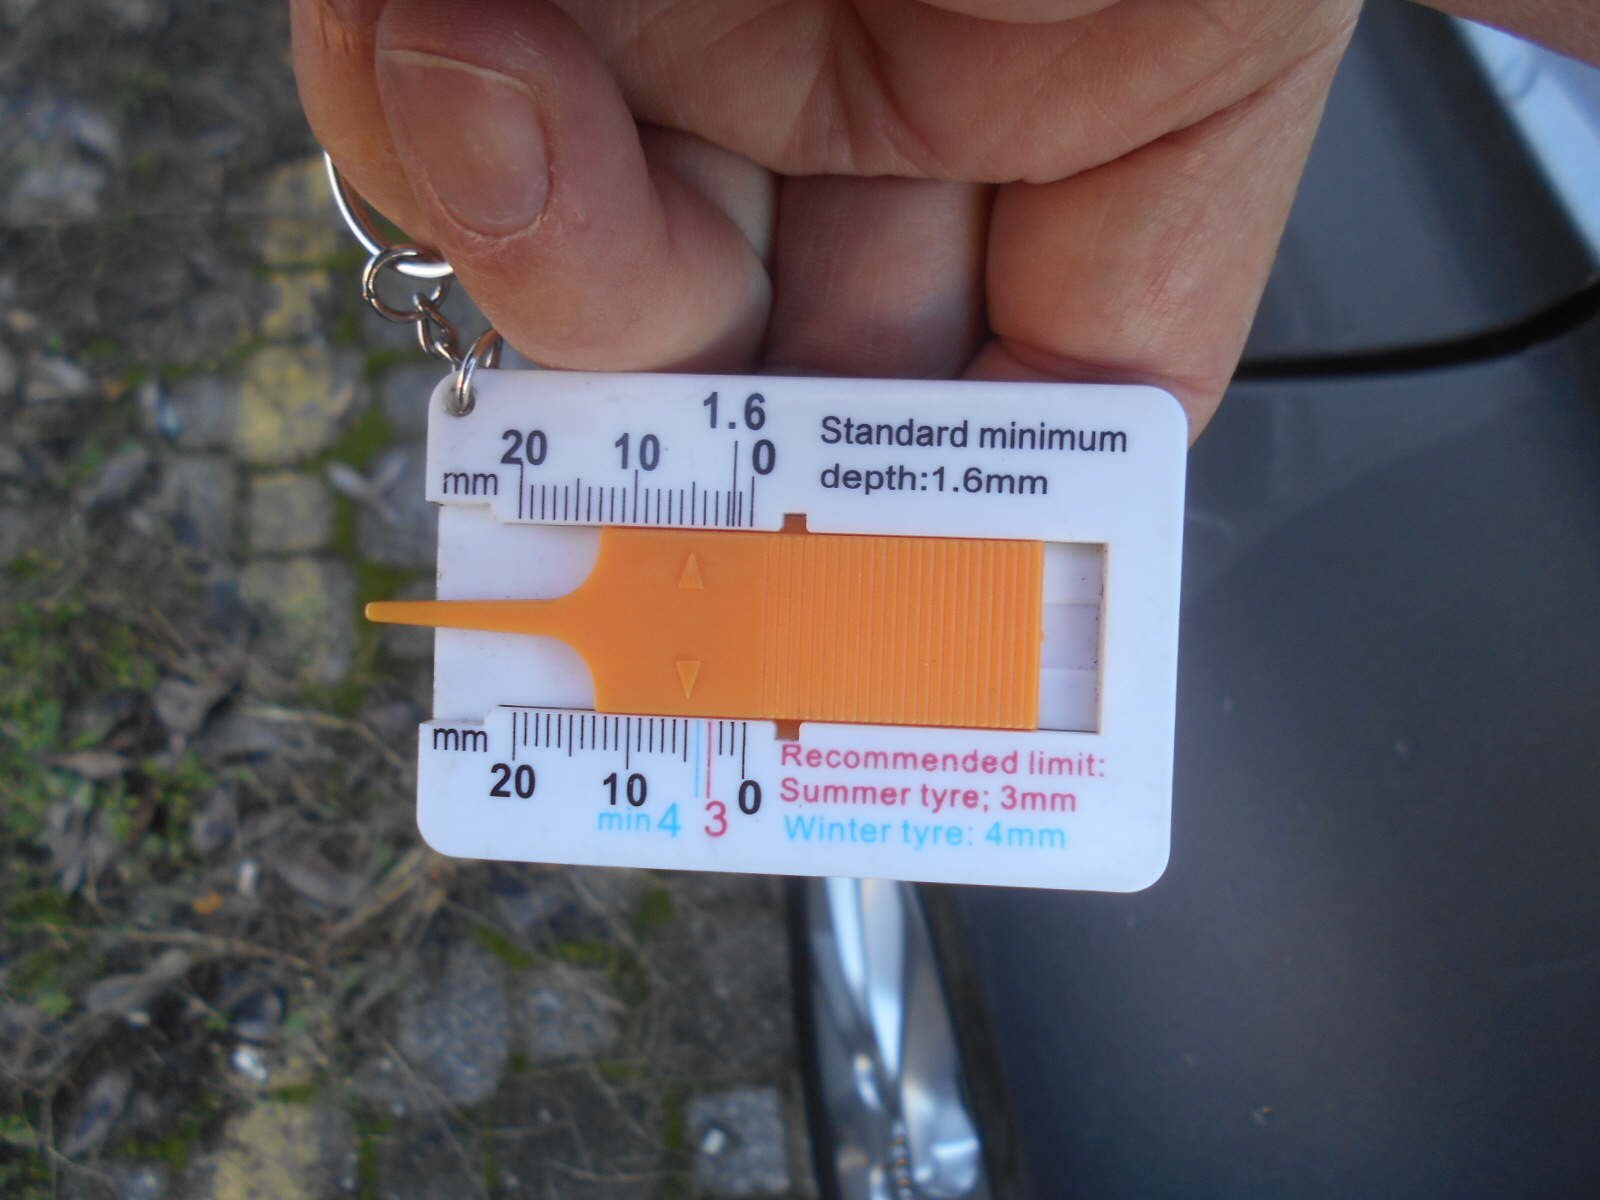 1.6
20 10 0
mm
Standard minimum
depth:1.6mm
mm
20 10 0
min 4 3
Recommended limit:
Summer tyre; 3mm
Winter tyre: 4mm